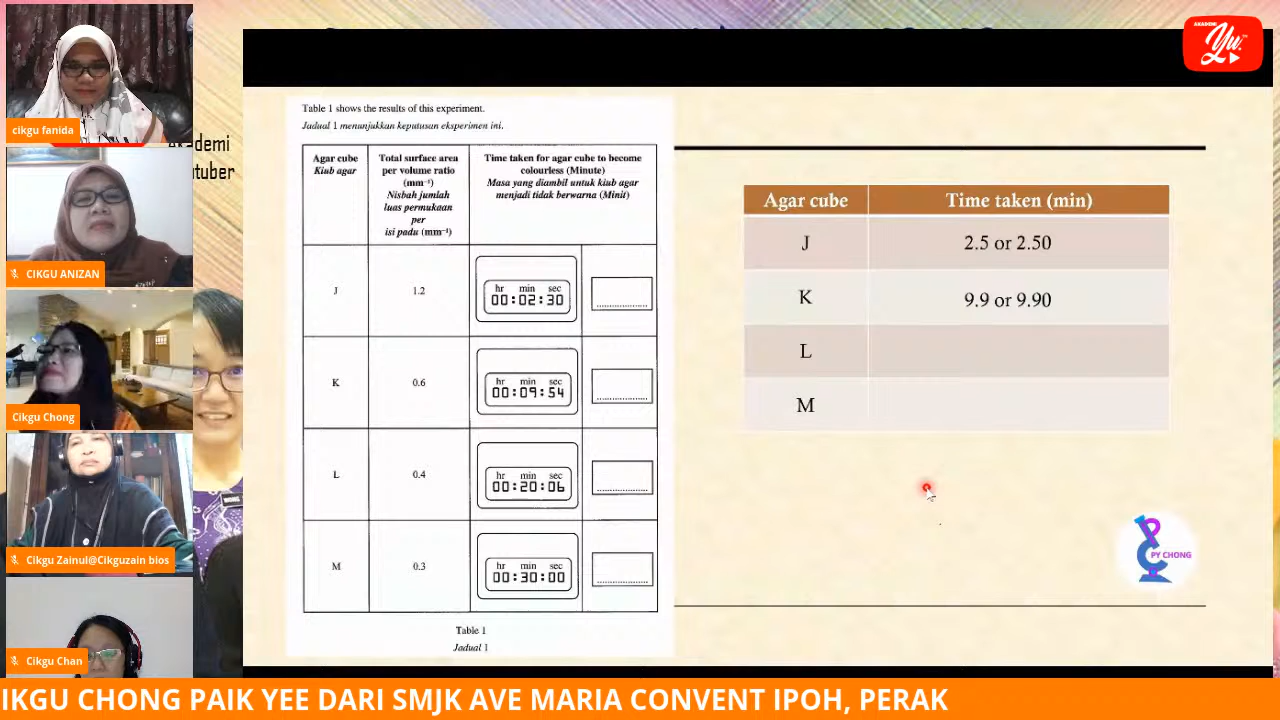 AKADEMI
Yu.
cikgu fanida
CIKGU ANIZAN
Cikgu Chong
Cikgu Zainul@Cikguzain bios
Cikgu Chan
Table 1 shows the results of this experiment.
Jadual 1 menunjukkan keputusan eksperimen ini.
Agar cube
Kiub agar
Total surface area
per volume ratio
(mm⁻¹)
Nisbah jumlah
luas permukaan
per
isi padu (mm⁻¹)
Time taken for agar cube to become
colourless (Minute)
Masa yang diambil untuk kiub agar
menjadi tidak berwarna (Minit)
J
1.2
hr min sec
00:02:30
K
0.6
hr min sec
00:09:54
L
0.4
hr min sec
00:20:06
M
0.3
hr min sec
00:30:00
Table 1
Jadual 1
Agar cube Time taken (min)
J 2.5 or 2.50
K 9.9 or 9.90
L
M
PY CHONG
IKGU CHONG PAIK YEE DARI SMJK AVE MARIA CONVENT IPOH, PERAK